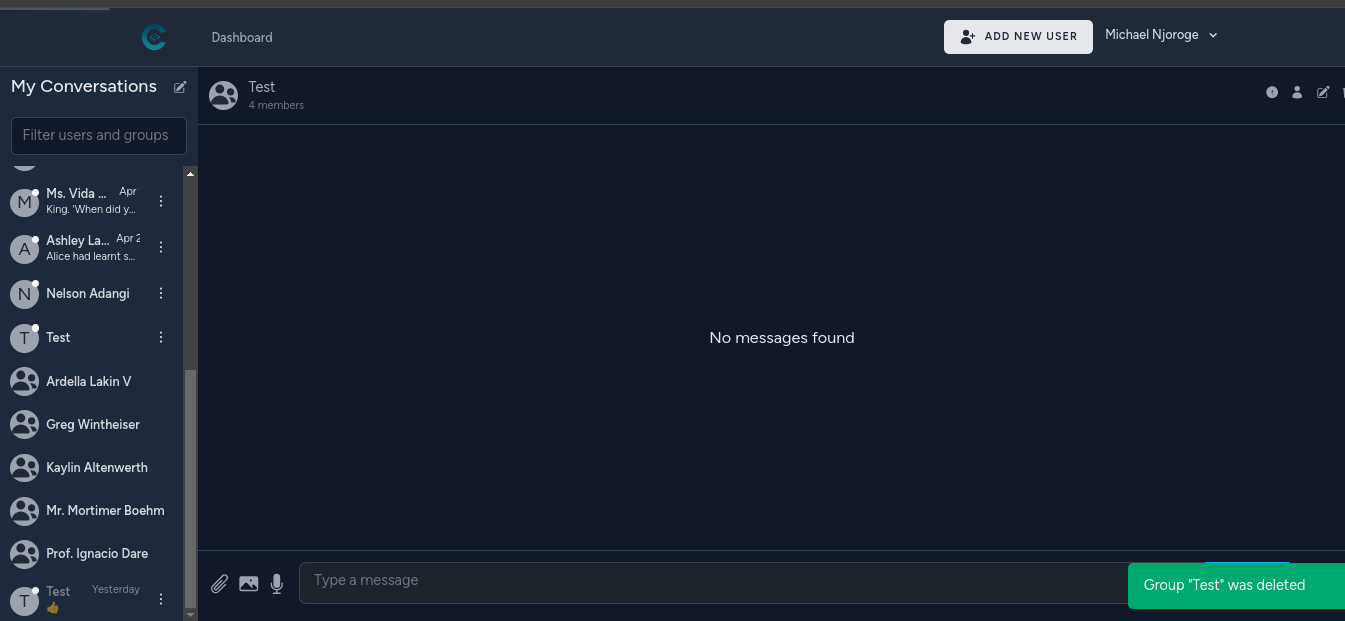 Dashboard
ADD NEW USER
Michael Njoroge
My Conversations
Test
4 members
Filter users and groups
Ms. Vida ...
Apr
King. 'When did y...
Ashley La...
Apr 2
Alice had learnt s...
Nelson Adangi
Test
Ardella Lakin V
Greg Wintheiser
Kaylin Altenwerth
Mr. Mortimer Boehm
Prof. Ignacio Dare
Test
Yesterday
No messages found
Type a message
Group "Test" was deleted
M
A
N
T
T